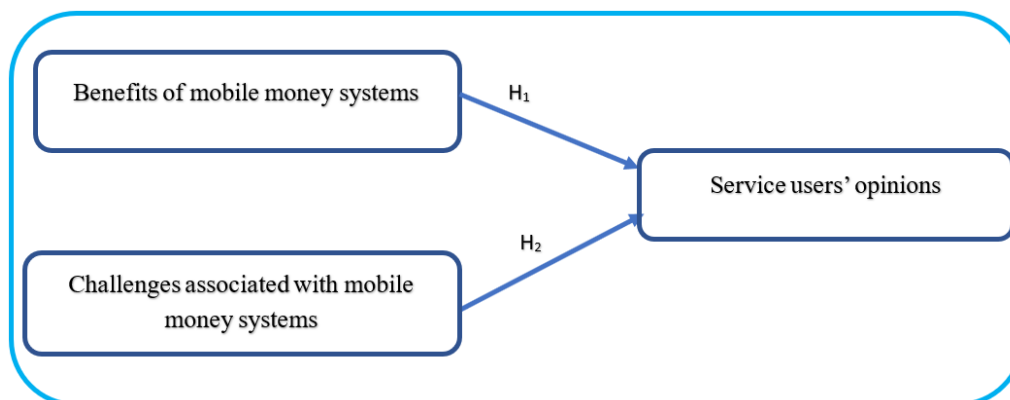 Benefits of mobile money systems
H₁
Service users’ opinions
H₂
Challenges associated with mobile
money systems